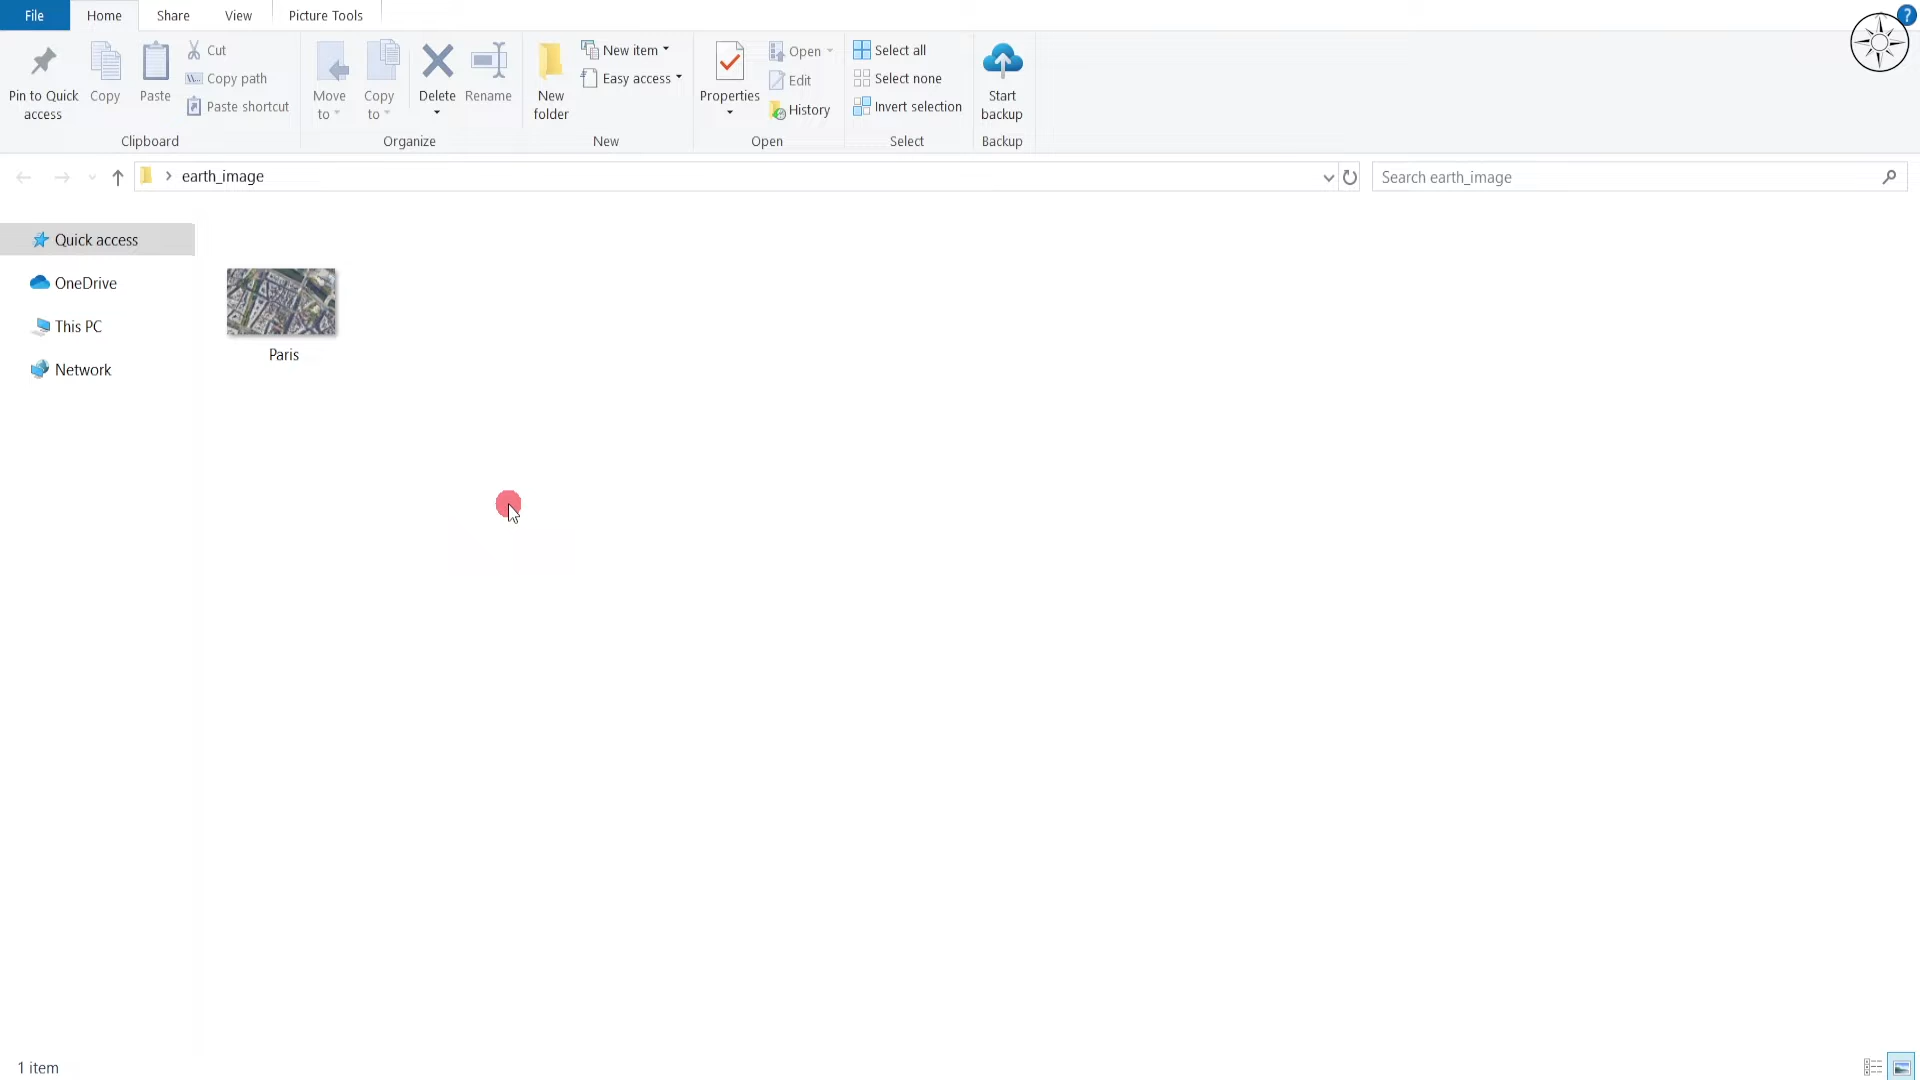 File
Home
Share
View
Picture Tools
?
Pin to Quick
access
Copy
Paste
Cut
Copy path
Paste shortcut
Clipboard
Move
to
Copy
to
Delete
Rename
Organize
New
folder
New item
Easy access
New
Properties
Open
Edit
History
Open
Select all
Select none
Invert selection
Select
Start
backup
Backup
earth_image
Search earth_image
Quick access
OneDrive
This PC
Network
Paris
1 item